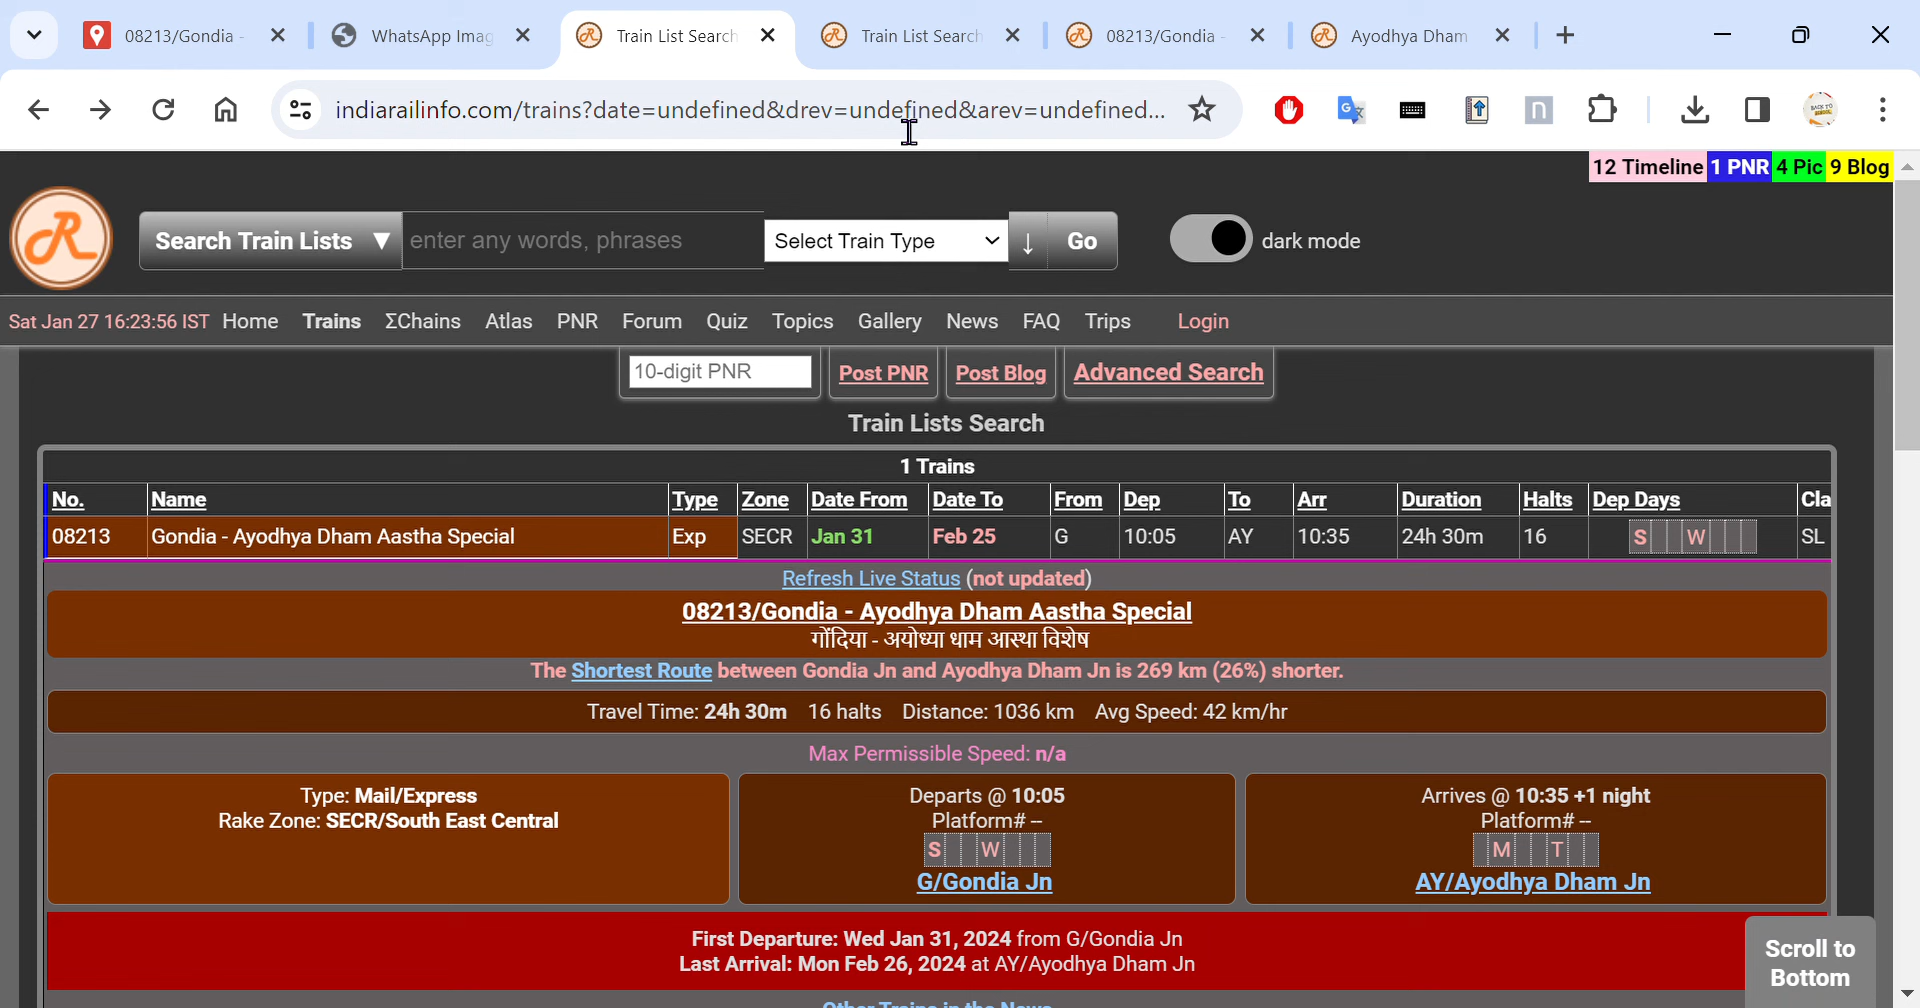 08213/Gondia - WhatsApp Imag Train List Search Train List Search 08213/Gondia - Ayodhya Dham
indiarailinfo.com/trains?date=undefined&drev=undefined&arev=undefined...
12 Timeline 1 PNR 4 Pic 9 Blog
Search Train Lists ▼ enter any words, phrases Select Train Type ↓ Go dark mode
Sat Jan 27 16:23:56 IST Home Trains ΣChains Atlas PNR Forum Quiz Topics Gallery News FAQ Trips Login
10-digit PNR Post PNR Post Blog Advanced Search
Train Lists Search
1 Trains
No. Name Type Zone Date From Date To From Dep To Arr Duration Halts Dep Days Cla
08213 Gondia - Ayodhya Dham Aastha Special Exp SECR Jan 31 Feb 25 G 10:05 AY 10:35 24h 30m 16 S W SL
Refresh Live Status (not updated)
08213/Gondia - Ayodhya Dham Aastha Special
गोंदिया - अयोध्या धाम आस्था विशेष
The Shortest Route between Gondia Jn and Ayodhya Dham Jn is 269 km (26%) shorter.
Travel Time: 24h 30m 16 halts Distance: 1036 km Avg Speed: 42 km/hr
Max Permissible Speed: n/a
Type: Mail/Express
Rake Zone: SECR/South East Central
Departs @ 10:05
Platform# --
S W
G/Gondia Jn
Arrives @ 10:35 +1 night
Platform# --
M T
AY/Ayodhya Dham Jn
First Departure: Wed Jan 31, 2024 from G/Gondia Jn
Last Arrival: Mon Feb 26, 2024 at AY/Ayodhya Dham Jn
Scroll to
Bottom
Other Trains in the News